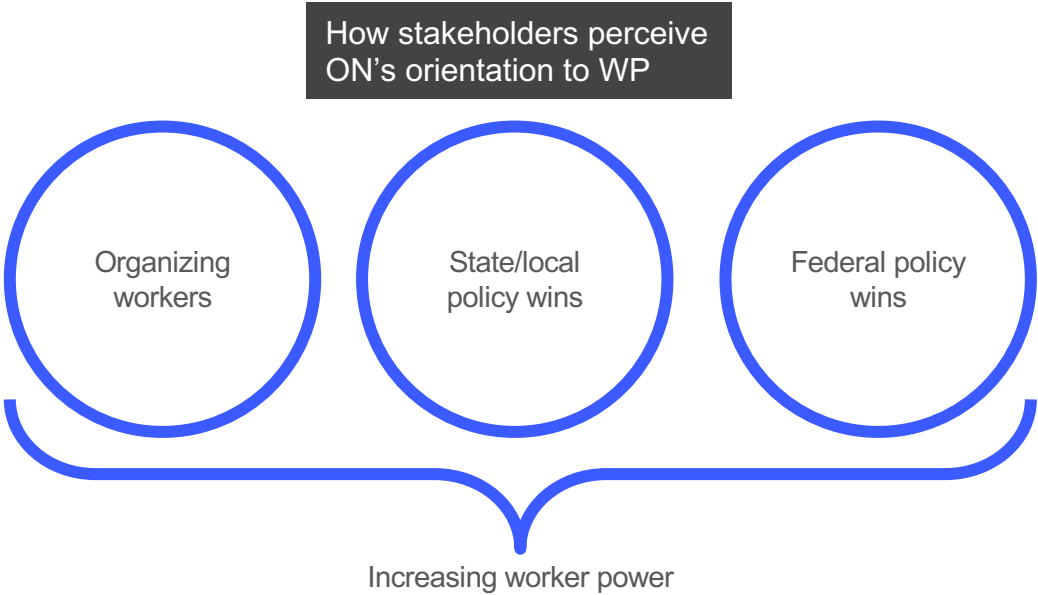 How stakeholders perceive
ON’s orientation to WP
Organizing
workers
State/local
policy wins
Federal policy
wins
Increasing worker power